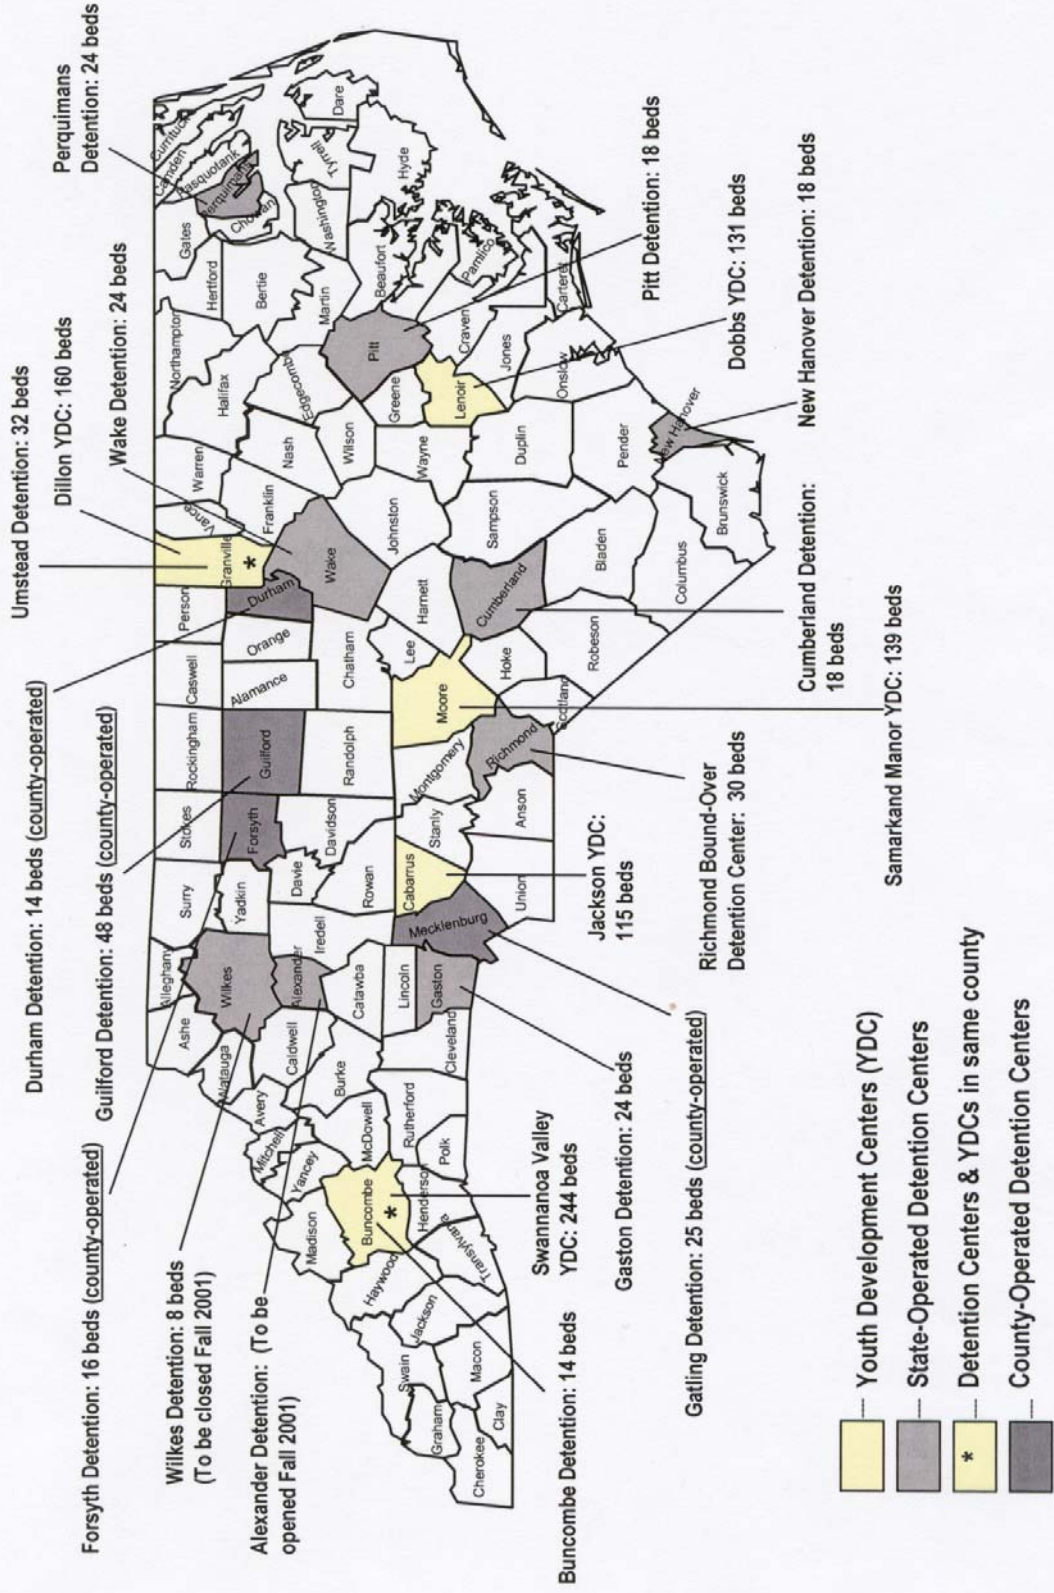 Umstead Detention: 32 beds
Dillon YDC: 160 beds
Wake Detention: 24 beds
Perquimans
Detention: 24 beds
Durham Detention: 14 beds (county-operated)
Guilford Detention: 48 beds (county-operated)
Forsyth Detention: 16 beds (county-operated)
Wilkes Detention: 8 beds
(To be closed Fall 2001)
Alexander Detention: (To be
opened Fall 2001)
Cherokee
Graham
Clay
Swain
Macon
Jackson
Haywood
Transylvania
Madison
Buncombe
*
Henderson
Yancey
Mitchell
Avery
McDowell
Polk
Rutherford
Burke
Cleveland
Watauga
Caldwell
Ashe
Alleghany
Wilkes
Alexander
Catawba
Lincoln
Gaston
Surry
Yadkin
Iredell
Davie
Rowan
Mecklenburg
Cabarrus
Union
Stokes
Forsyth
Davidson
Stanly
Anson
Rockingham
Guilford
Randolph
Montgomery
Richmond
Caswell
Alamance
Orange
Chatham
Moore
Lee
Hoke
Scotland
Person
Durham
Granville
*
Wake
Harnett
Cumberland
Robeson
Vance
Warren
Franklin
Johnston
Sampson
Bladen
Columbus
Brunswick
Halifax
Nash
Wilson
Wayne
Duplin
Pender
New Hanover
Northampton
Edgecombe
Greene
Lenoir
Jones
Onslow
Pitt
Craven
Carteret
Pamlico
Hertford
Gates
Bertie
Martin
Beaufort
Washington
Chowan
Perquimans
Pasquotank
Camden
Currituck
Tyrrell
Dare
Hyde
Pitt Detention: 18 beds
Dobbs YDC: 131 beds
New Hanover Detention: 18 beds
Cumberland Detention:
18 beds
Samarkand Manor YDC: 139 beds
Richmond Bound-Over
Detention Center: 30 beds
Jackson YDC:
115 beds
Gatling Detention: 25 beds (county-operated)
Gaston Detention: 24 beds
Swannanoa Valley
YDC: 244 beds
Buncombe Detention: 14 beds
Youth Development Centers (YDC)
State-Operated Detention Centers
* Detention Centers & YDCs in same county
County-Operated Detention Centers